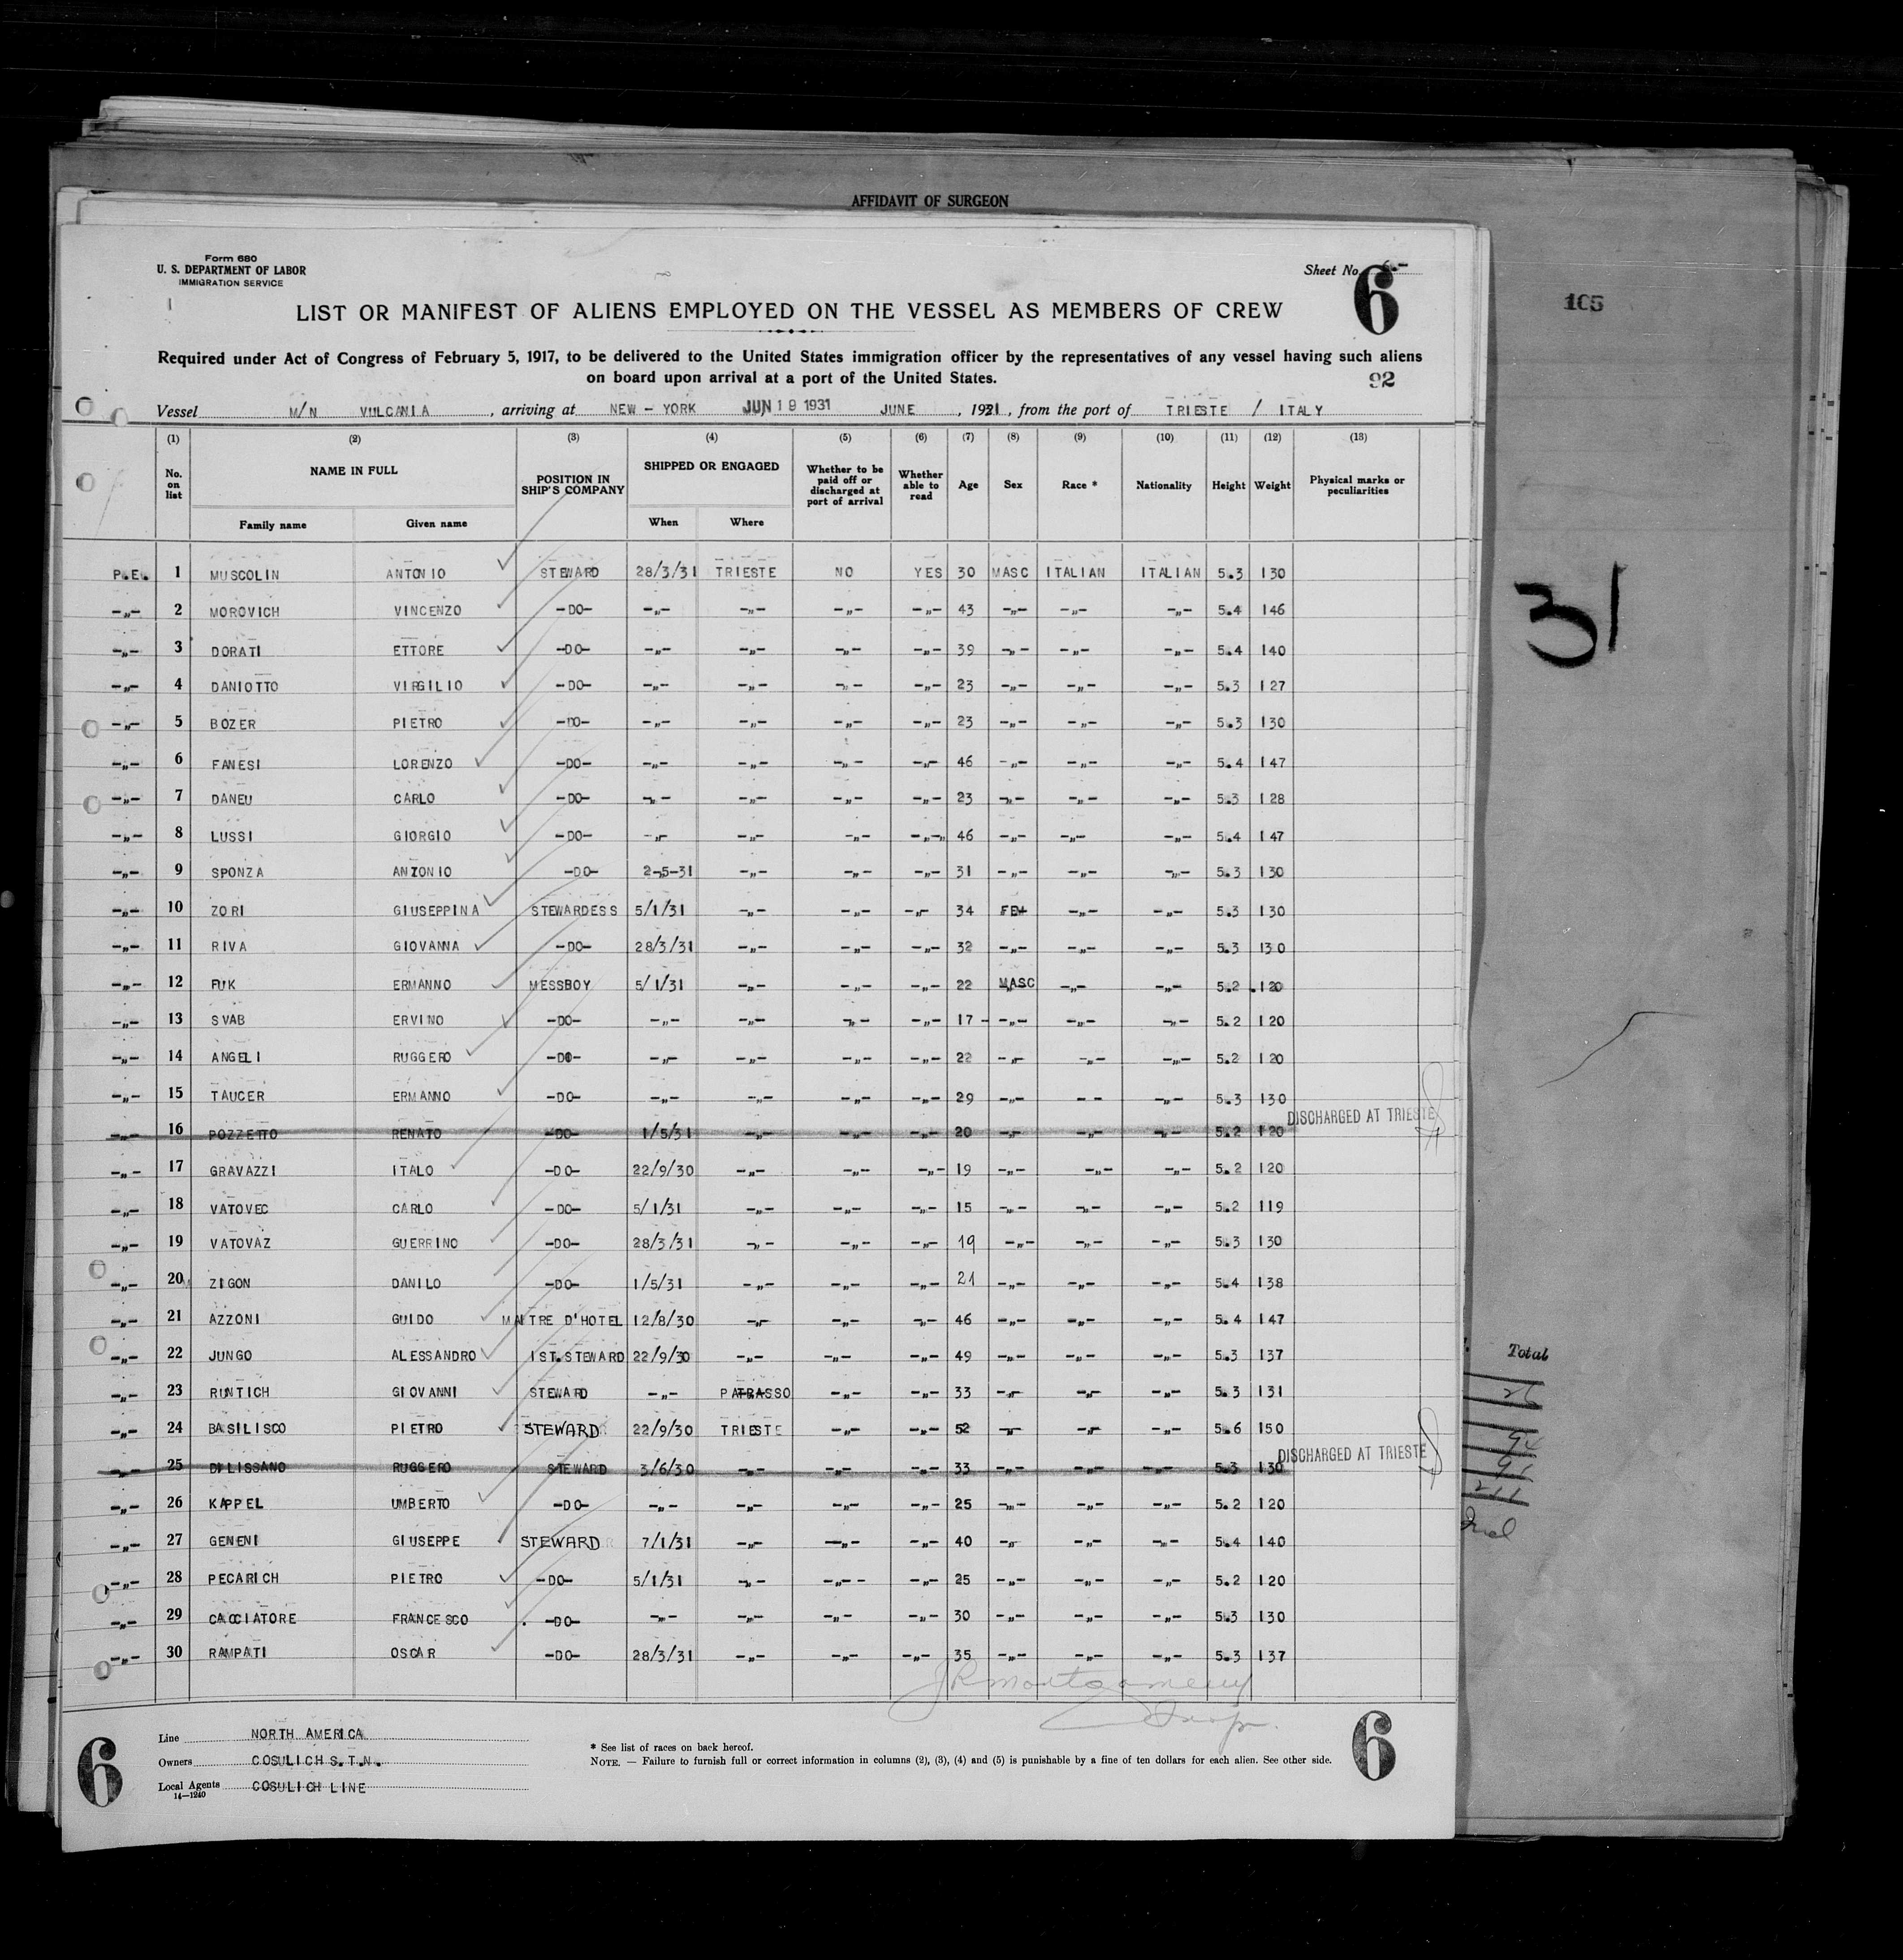 AFFIDAVIT OF SURGEON
Form 680
U. S. DEPARTMENT OF LABOR
IMMIGRATION SERVICE
Sheet No. 6
6
105
LIST OR MANIFEST OF ALIENS EMPLOYED ON THE VESSEL AS MEMBERS OF CREW
Required under Act of Congress of February 5, 1917, to be delivered to the United States immigration officer by the representatives of any vessel having such aliens
on board upon arrival at a port of the United States.
92
Vessel M/N VULCANIA , arriving at NEW - YORK JUN 19 1931 JUNE , 1931 , from the port of TRIESTE / ITALY
(1) (2) (3) (4) (5) (6) (7) (8) (9) (10) (11) (12) (13)
No. on list NAME IN FULL POSITION IN SHIP'S COMPANY SHIPPED OR ENGAGED Whether to be paid off or discharged at port of arrival Whether able to read Age Sex Race * Nationality Height Weight Physical marks or peculiarities
Family name Given name When Where
P.E. 1 MUSCOLIN ANTONIO STEWARD 28/3/31 TRIESTE NO YES 30 MASC ITALIAN ITALIAN 5.3 130
-„- 2 MOROVICH VINCENZO -DO- -„- -„- -„- -„- 43 -„- -„- -„- 5.4 146
-„- 3 DORATI ETTORE -DO- -„- -„- -„- -„- 39 -„- -„- -„- 5.4 140
-„- 4 DANIOTTO VIRGILIO -DO- -„- -„- -„- -„- 23 -„- -„- -„- 5.3 127
-„- 5 BOZER PIETRO -DO- -„- -„- -„- -„- 23 -„- -„- -„- 5.3 130
-„- 6 FANESI LORENZO -DO- -„- -„- -„- -„- 46 -„- -„- -„- 5.4 147
-„- 7 DANEU CARLO -DO- -„- -„- -„- -„- 23 -„- -„- -„- 5.3 128
-„- 8 LUSSI GIORGIO -DO- -„- -„- -„- -„- 46 -„- -„- -„- 5.4 147
-„- 9 SPONZA ANTONIO -DO- 2-5-31 -„- -„- -„- 31 -„- -„- -„- 5.3 130
-„- 10 ZORI GIUSEPPINA STEWARDESS 5/1/31 -„- -„- -„- 34 FEM -„- -„- 5.3 130
-„- 11 RIVA GIOVANNA -DO- 28/3/31 -„- -„- -„- 32 -„- -„- -„- 5.3 130
-„- 12 FUK ERMANNO MESSBOY 5/1/31 -„- -„- -„- 22 MASC -„- -„- 5.2 120
-„- 13 SVAB ERVINO -DO- -„- -„- -„- -„- 17 -„- -„- -„- 5.2 120
-„- 14 ANGELI RUGGERO -DO- -„- -„- -„- -„- 22 -„- -„- -„- 5.2 120
-„- 15 TAUCER ERMANNO -DO- -„- -„- -„- -„- 29 -„- - - -„- 5.3 130
-„- 16 POZZETTO RENATO -DO- 1/5/31 -„- -„- -„- 20 -„- -„- -„- 5.2 120 DISCHARGED AT TRIESTE
-„- 17 GRAVAZZI ITALO -DO- 22/9/30 -„- -„- -„- 19 -„- -„- -„- 5.2 120
-„- 18 VATOVEC CARLO -DO- 5/1/31 -„- -„- -„- 15 -„- -„- -„- 5.2 119
-„- 19 VATOVAZ GUERRINO -DO- 28/3/31 -„- -„- -„- 19 -„- -„- -„- 5.3 130
-„- 20 ZIGON DANILO -DO- 1/5/31 -„- -„- -„- 21 -„- -„- -„- 5.4 138
-„- 21 AZZONI GUIDO MAITRE D'HOTEL 12/8/30 -„- -„- -„- 46 -„- -„- -„- 5.4 147
-„- 22 JUNGO ALESSANDRO 1ST.STEWARD 22/9/30 -„- -„- -„- 49 -„- -„- -„- 5.3 137
-„- 23 RUNTICH GIOVANNI STEWARD -„- PATRASSO -„- -„- 33 -„- -„- -„- 5.3 131
-„- 24 BASILISCO PIETRO STEWARD 22/9/30 TRIESTE -„- -„- 52 -„- -„- -„- 5.6 150
-„- 25 DILISSANO RUGGERO STEWARD 3/6/30 -„- -„- -„- 33 -„- -„- -„- 5.3 130 DISCHARGED AT TRIESTE
-„- 26 KAPPEL UMBERTO -DO- -„- -„- -„- -„- 25 -„- -„- -„- 5.2 120
-„- 27 GENENI GIUSEPPE STEWARD 7/1/31 -„- -„- -„- 40 -„- -„- -„- 5.4 140
-„- 28 PECARICH PIETRO -DO- 5/1/31 -„- -„- -„- 25 -„- -„- -„- 5.2 120
-„- 29 CACCIATORE FRANCESCO -DO- -„- -„- -„- -„- 30 -„- -„- -„- 5.3 130
-„- 30 RAMPATI OSCAR -DO- 28/3/31 -„- -„- -„- 35 -„- -„- -„- 5.3 137
31
Total
26
JR Montgomery
Insp.
6
Line NORTH AMERICA
Owners COSULICH S.T.N.
Local Agents COSULICH LINE
14—1240
* See list of races on back hereof.
NOTE. — Failure to furnish full or correct information in columns (2), (3), (4) and (5) is punishable by a fine of ten dollars for each alien. See other side.
6